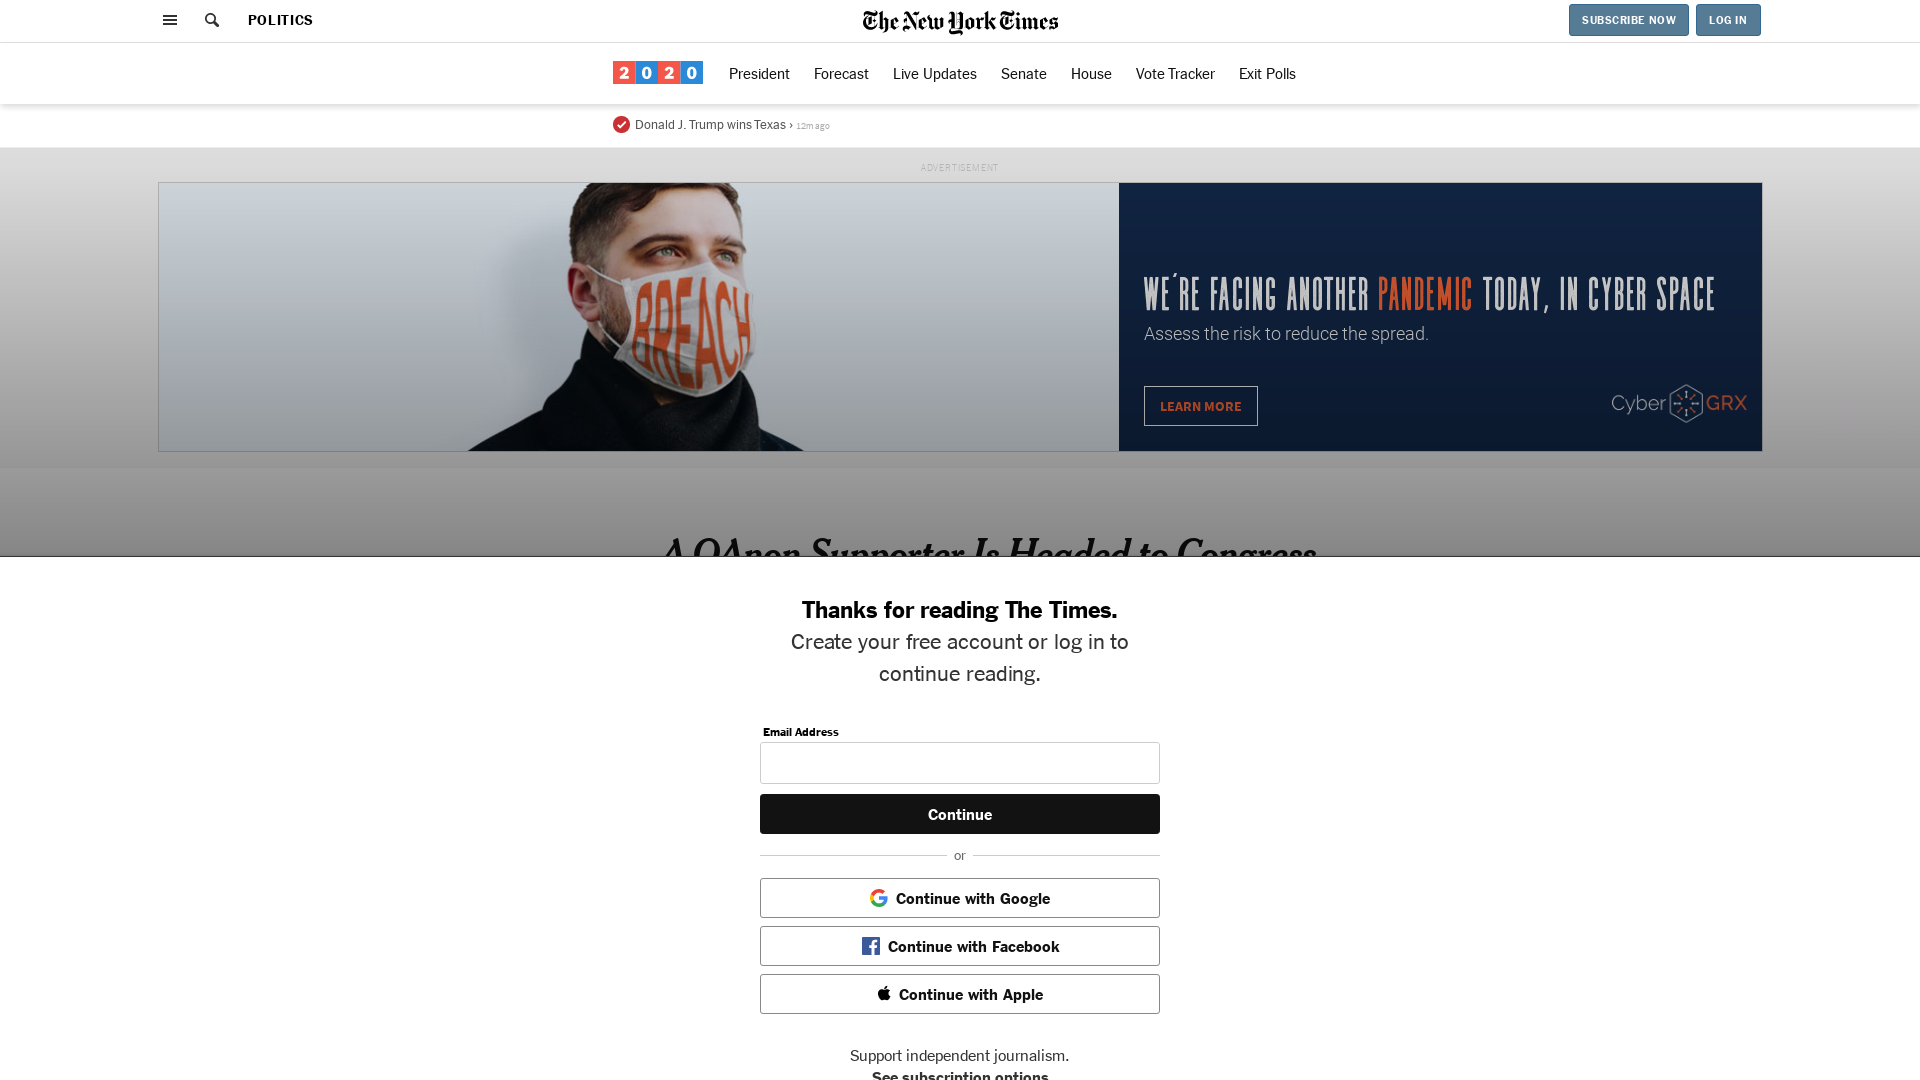 POLITICS
The New York Times
SUBSCRIBE NOW
LOG IN
2020
President
Forecast
Live Updates
Senate
House
Vote Tracker
Exit Polls
Donald J. Trump wins Texas › 12m ago
ADVERTISEMENT
BREACH
WE'RE FACING ANOTHER PANDEMIC TODAY, IN CYBER SPACE
Assess the risk to reduce the spread.
LEARN MORE
CyberGRX
A QAnon Supporter Is Headed to Congress
Thanks for reading The Times.
Create your free account or log in to
continue reading.
Email Address
Continue
or
Continue with Google
Continue with Facebook
Continue with Apple
Support independent journalism.
See subscription options